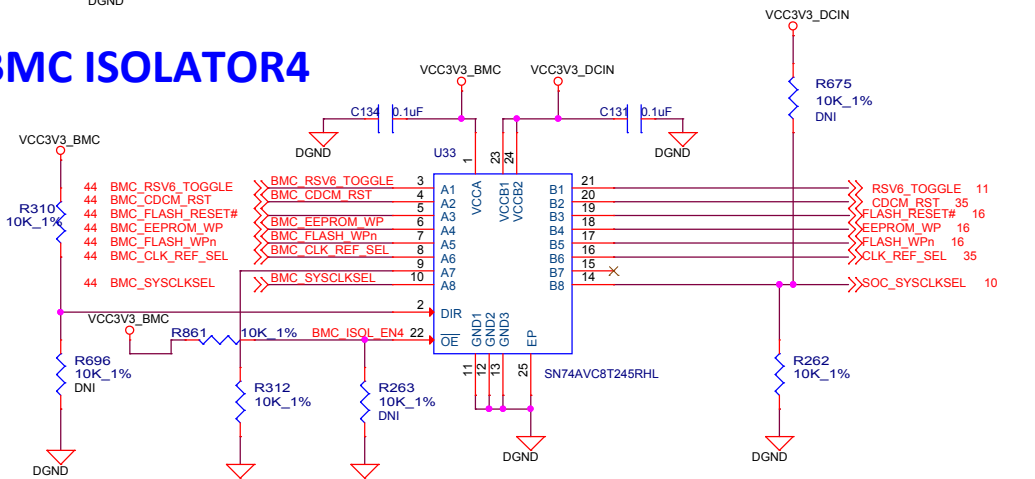 DGND
BMC ISOLATOR4
VCC3V3_DCIN
VCC3V3_BMC VCC3V3_DCIN
R675
10K_1%
DNI
C134 0.1uF
C131 0.1uF
VCC3V3_BMC
DGND
DGND
U33
1 23 24
VCCA VCCB1 VCCB2
R310
10K_1%
44 BMC_RSV6_TOGGLE BMC_RSV6_TOGGLE 3 A1 B1 21 RSV6_TOGGLE 11
44 BMC_CDCM_RST BMC_CDCM_RST 4 A2 B2 20 CDCM_RST 35
44 BMC_FLASH_RESET# 5 A3 B3 19 FLASH_RESET# 16
44 BMC_EEPROM_WP BMC_EEPROM_WP 6 A4 B4 18 EEPROM_WP 16
44 BMC_FLASH_WPn BMC_FLASH_WPn 7 A5 B5 17 FLASH_WPn 16
44 BMC_CLK_REF_SEL BMC_CLK_REF_SEL 8 A6 B6 16 CLK_REF_SEL 35
9 A7 B7 15
44 BMC_SYSCLKSEL BMC_SYSCLKSEL 10 A8 B8 14 SOC_SYSCLKSEL 10
2 DIR
VCC3V3_BMC
R861 10K_1% BMC_ISOL_EN4 22 OE
GND1 GND2 GND3 EP
11 12 13 25
SN74AVC8T245RHL
R696
10K_1%
DNI
R312
10K_1%
R263
10K_1%
DNI
R262
10K_1%
DGND
DGND
DGND